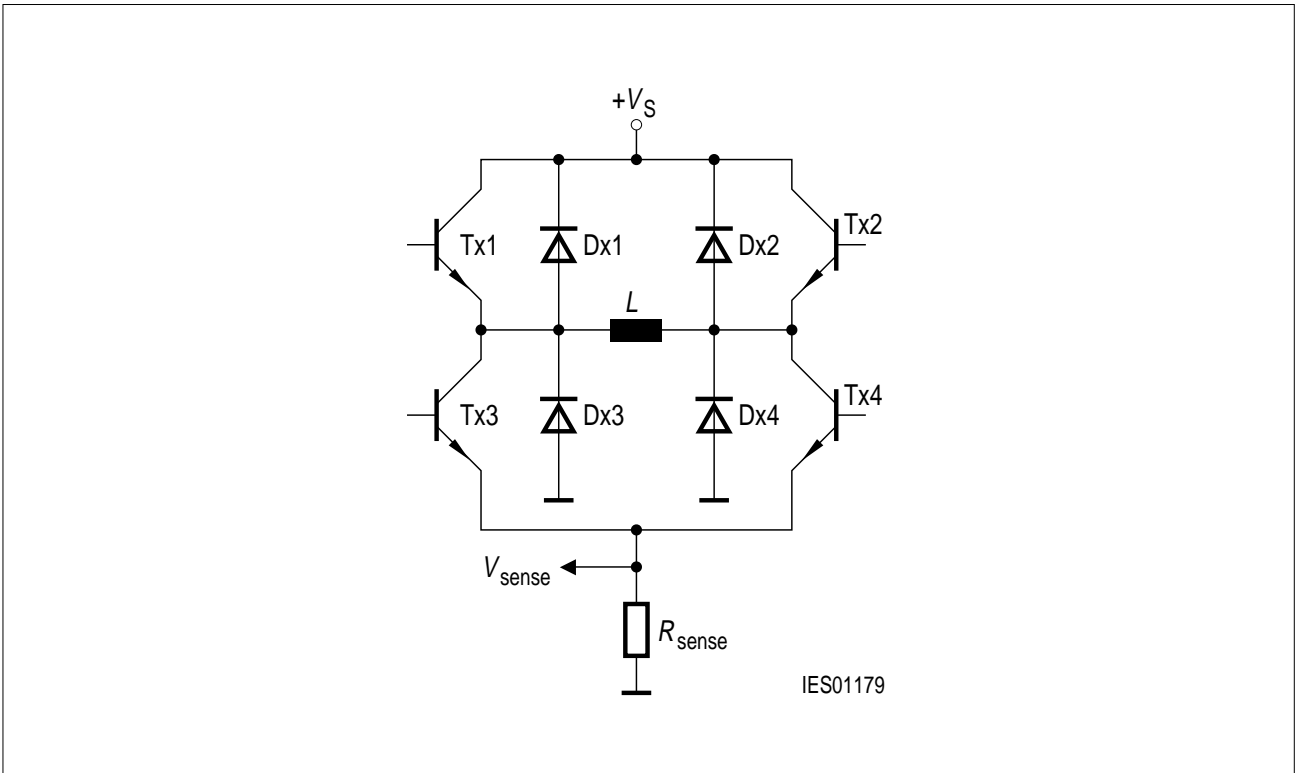 +VS
Tx1
Dx1
Dx2
Tx2
L
Tx3
Dx3
Dx4
Tx4
Vsense
Rsense
IES01179